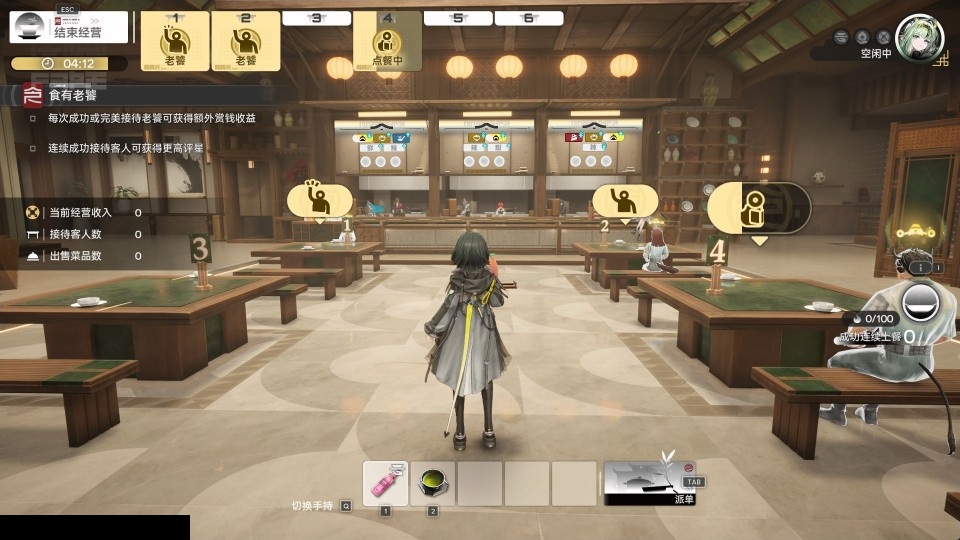 ESC
结束经营
1
老饕
2
老饕
3
4
点餐中
5
6
04:12
食有老饕
每次成功或完美接待老饕可获得额外赏钱收益
连续成功接待客人可获得更高评星
当前经营收入 0
接待客人数 0
出售菜品数 0
空闲中
1
2
3
4
0/100
成功连续上餐 0
切换手持 Q
1
2
TAB
派单